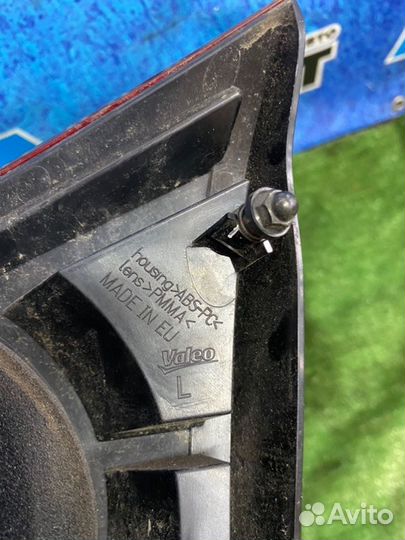 housing>ABS-PC<
lens>PMMA<
MADE IN EU
Valeo
L
Avito